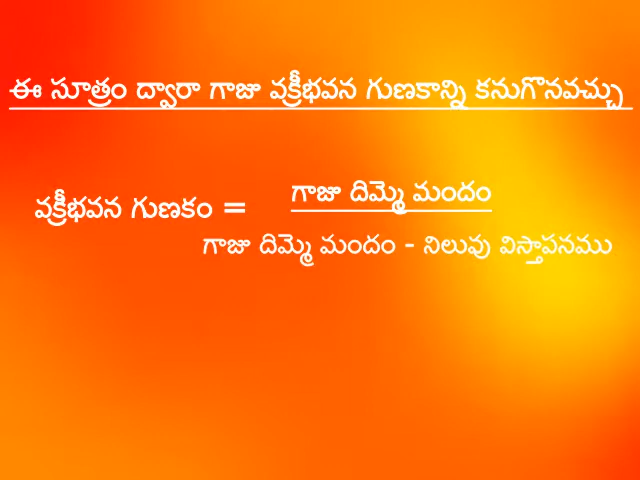 ఈ సూత్రం ద్వారా గాజు వక్రీభవన గుణకాన్ని కనుగొనవచ్చు
గాజు దిమ్మె మందం
వక్రీభవన గుణకం =
గాజు దిమ్మె మందం - నిలువు విస్తాపనము